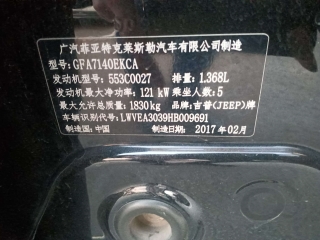 广汽菲亚特克莱斯勒汽车有限公司制造
型号: GFA7140EKCA
发动机型号: 553C0027 排量: 1.368L
发动机最大净功率: 121 kW 乘坐人数: 5
最大允许总质量: 1830kg 品牌: 吉普(JEEP)牌
车辆识别代号: LWVEA3039HB009691
制造国: 中国 制造日期: 2017年02月